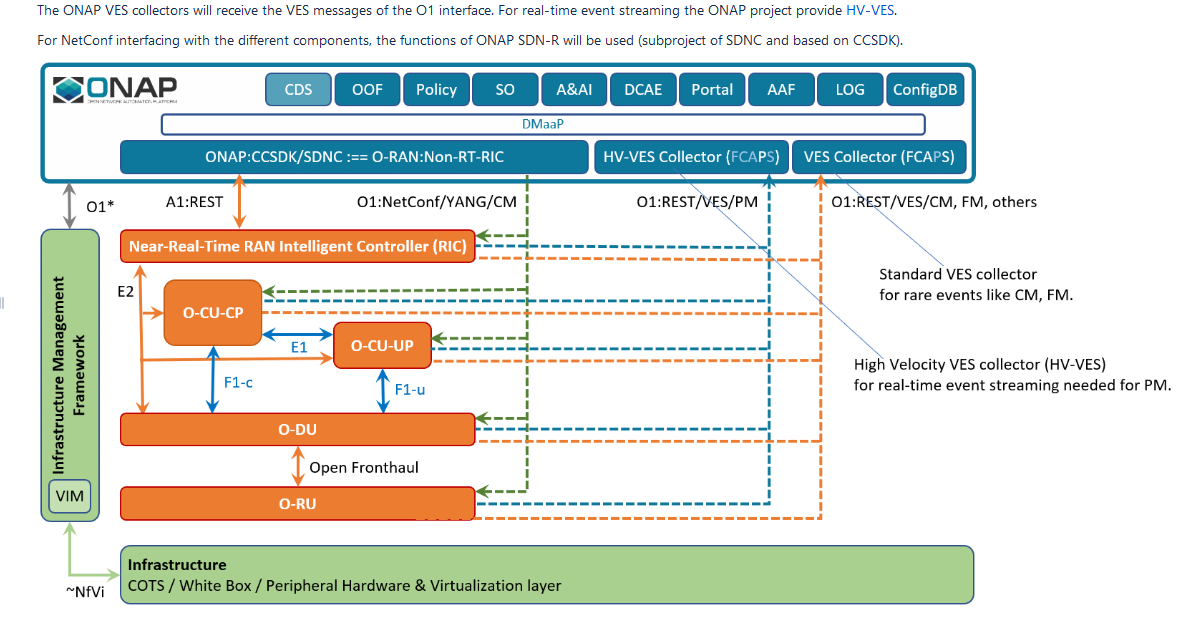 The ONAP VES collectors will receive the VES messages of the O1 interface. For real-time event streaming the ONAP project provide HV-VES.
For NetConf interfacing with the different components, the functions of ONAP SDN-R will be used (subproject of SDNC and based on CCSDK).
ONAP
OPEN NETWORK AUTOMATION PLATFORM
CDS
OOF
Policy
SO
A&AI
DCAE
Portal
AAF
LOG
ConfigDB
DMaaP
ONAP:CCSDK/SDNC :== O-RAN:Non-RT-RIC
HV-VES Collector (FCAPS)
VES Collector (FCAPS)
O1*
A1:REST
O1:NetConf/YANG/CM
O1:REST/VES/PM
O1:REST/VES/CM, FM, others
Near-Real-Time RAN Intelligent Controller (RIC)
Standard VES collector
for rare events like CM, FM.
E2
O-CU-CP
E1
O-CU-UP
High Velocity VES collector (HV-VES)
for real-time event streaming needed for PM.
F1-c
F1-u
O-DU
Open Fronthaul
O-RU
Infrastructure Management
Framework
VIM
~NfVi
Infrastructure
COTS / White Box / Peripheral Hardware & Virtualization layer